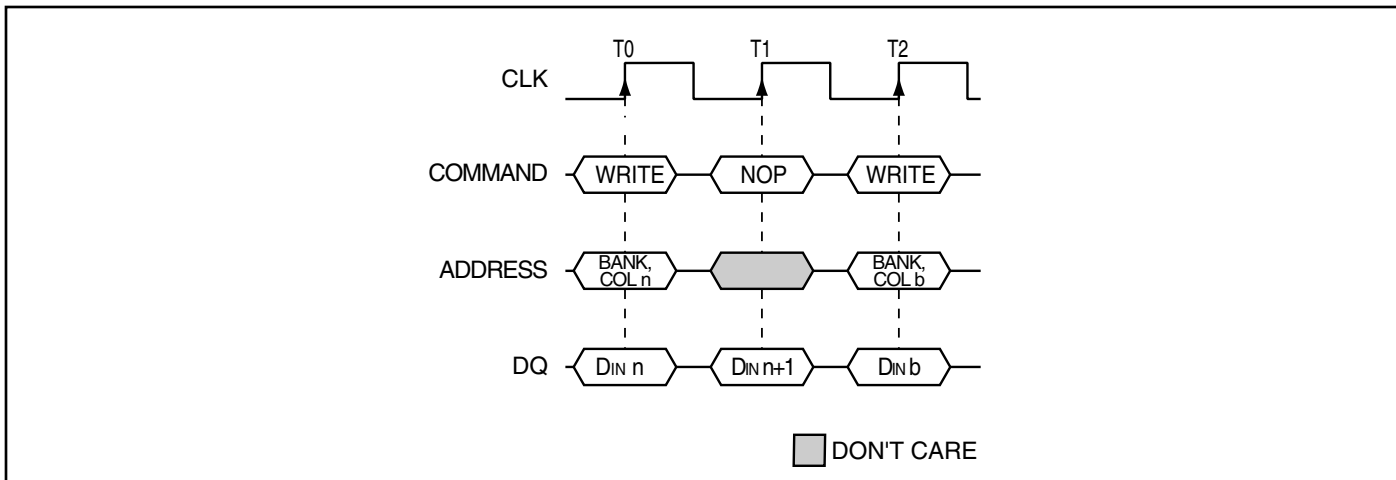 T0 T1 T2
CLK
COMMAND WRITE NOP WRITE
ADDRESS BANK, COL n BANK, COL b
DQ DIN n DIN n+1 DIN b
DON'T CARE